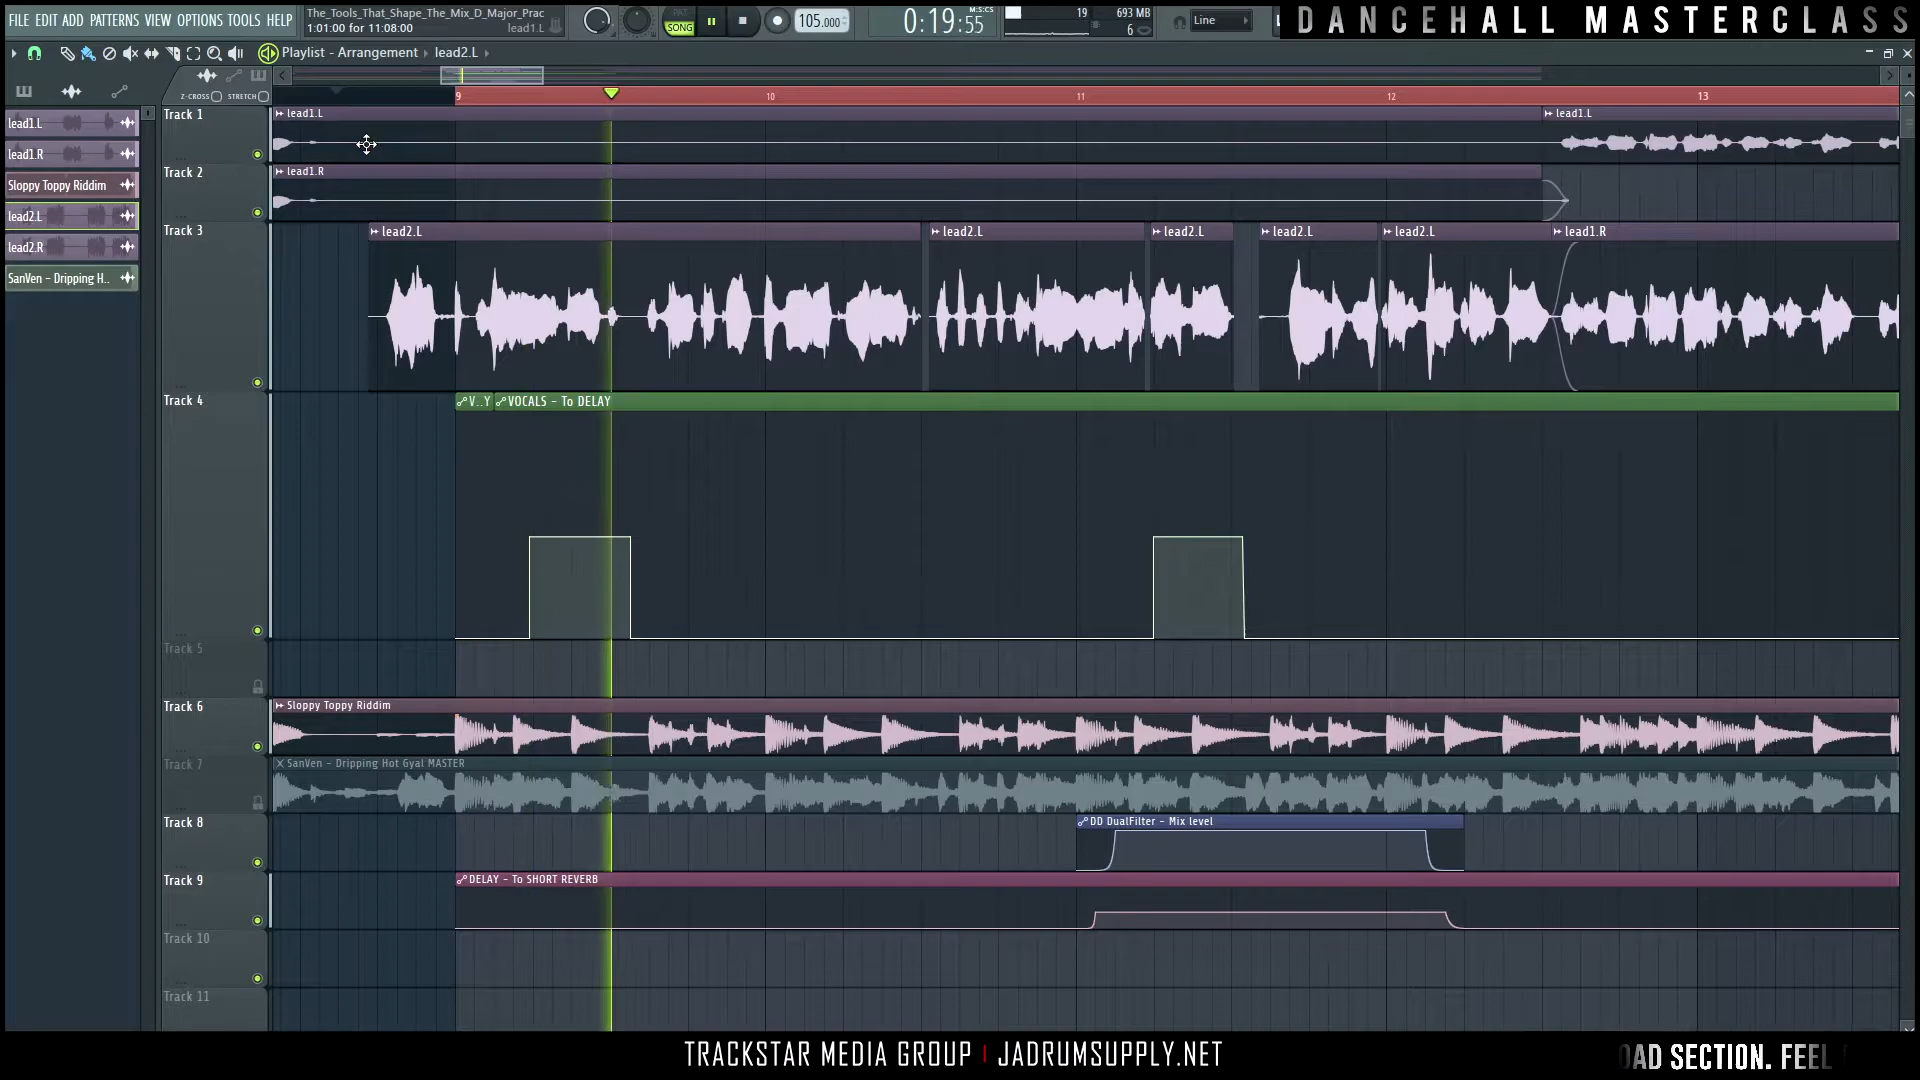 FILE EDIT ADD PATTERNS VIEW OPTIONS TOOLS HELP
The_Tools_That_Shape_The_Mix_D_Major_Prac
1:01:00 for 11:08:00
lead1.L
PAT
SONG
105.000
0:19:55
M:S:CS
19
693 MB
6
Line
DANCEHALL MASTERCLASS
Playlist - Arrangement
lead2.L
Z-CROSS
STRETCH
9
10
11
12
13
lead1.L
lead1.R
Sloppy Toppy Riddim
lead2.L
lead2.R
SanVen - Dripping H..
Track 1
lead1.L
lead1.L
Track 2
lead1.R
Track 3
lead2.L
lead2.L
lead2.L
lead2.L
lead2.L
lead1.R
Track 4
V..Y
VOCALS - To DELAY
Track 5
Track 6
Sloppy Toppy Riddim
Track 7
SanVen - Dripping Hot Gyal MASTER
Track 8
DD DualFilter - Mix level
Track 9
DELAY - To SHORT REVERB
Track 10
Track 11
TRACKSTAR MEDIA GROUP | JADRUMSUPPLY.NET
OAD SECTION. FEEL